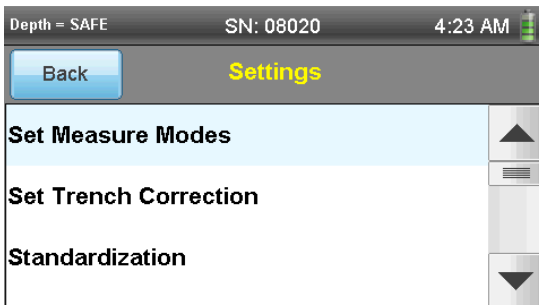 Depth = SAFE SN: 08020 4:23 AM
Back Settings
Set Measure Modes
Set Trench Correction
Standardization